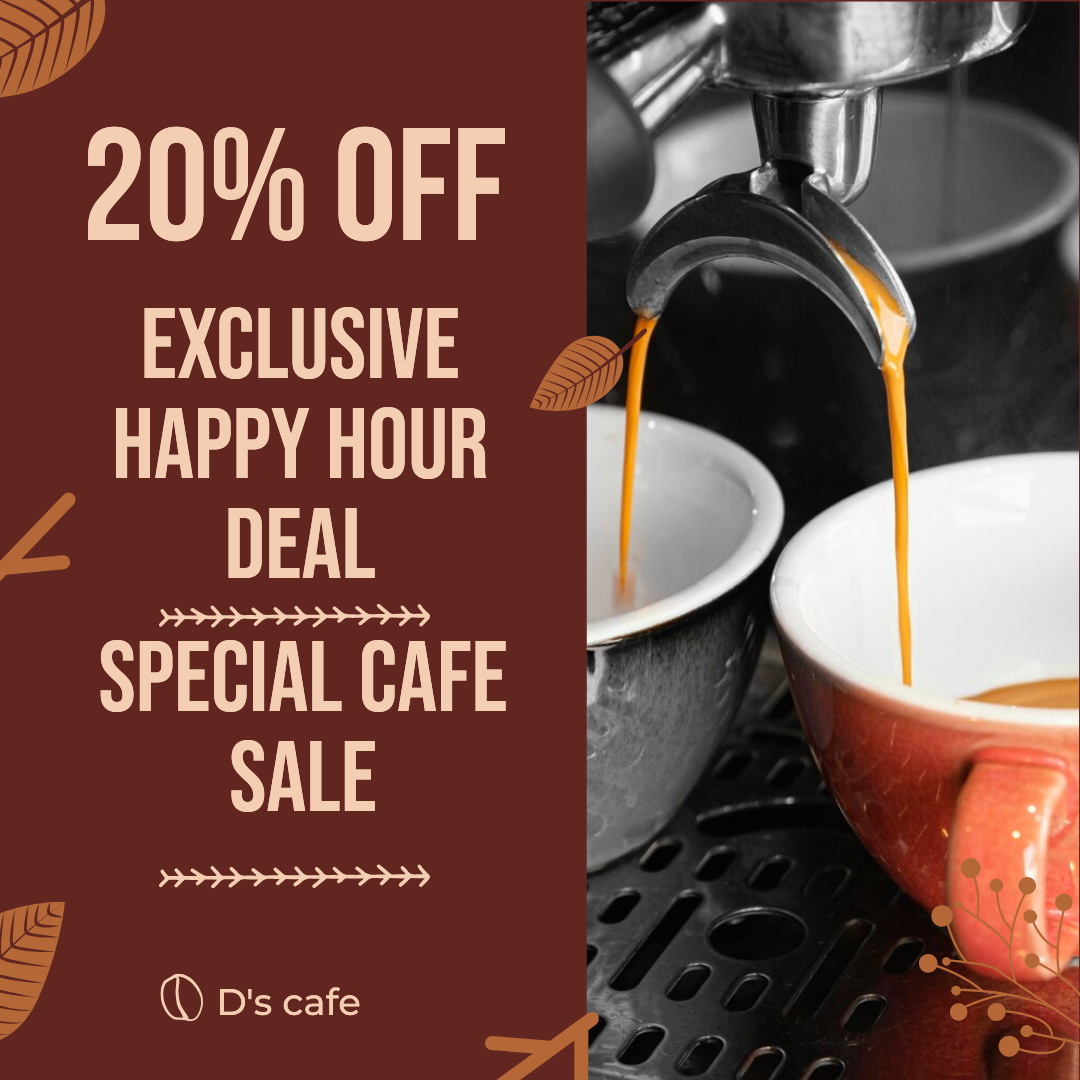 20% OFF
EXCLUSIVE
HAPPY HOUR
DEAL
SPECIAL CAFE
SALE
D's cafe